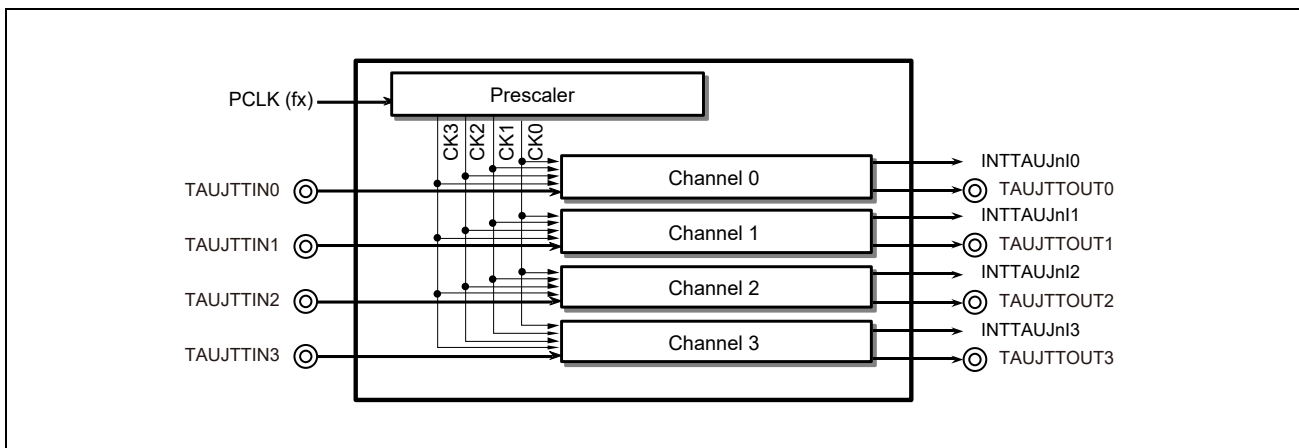 PCLK (fx)
Prescaler
CK3
CK2
CK1
CK0
TAUJTTIN0
Channel 0
INTTAUJnI0
TAUJTTOUT0
TAUJTTIN1
Channel 1
INTTAUJnI1
TAUJTTOUT1
TAUJTTIN2
Channel 2
INTTAUJnI2
TAUJTTOUT2
TAUJTTIN3
Channel 3
INTTAUJnI3
TAUJTTOUT3